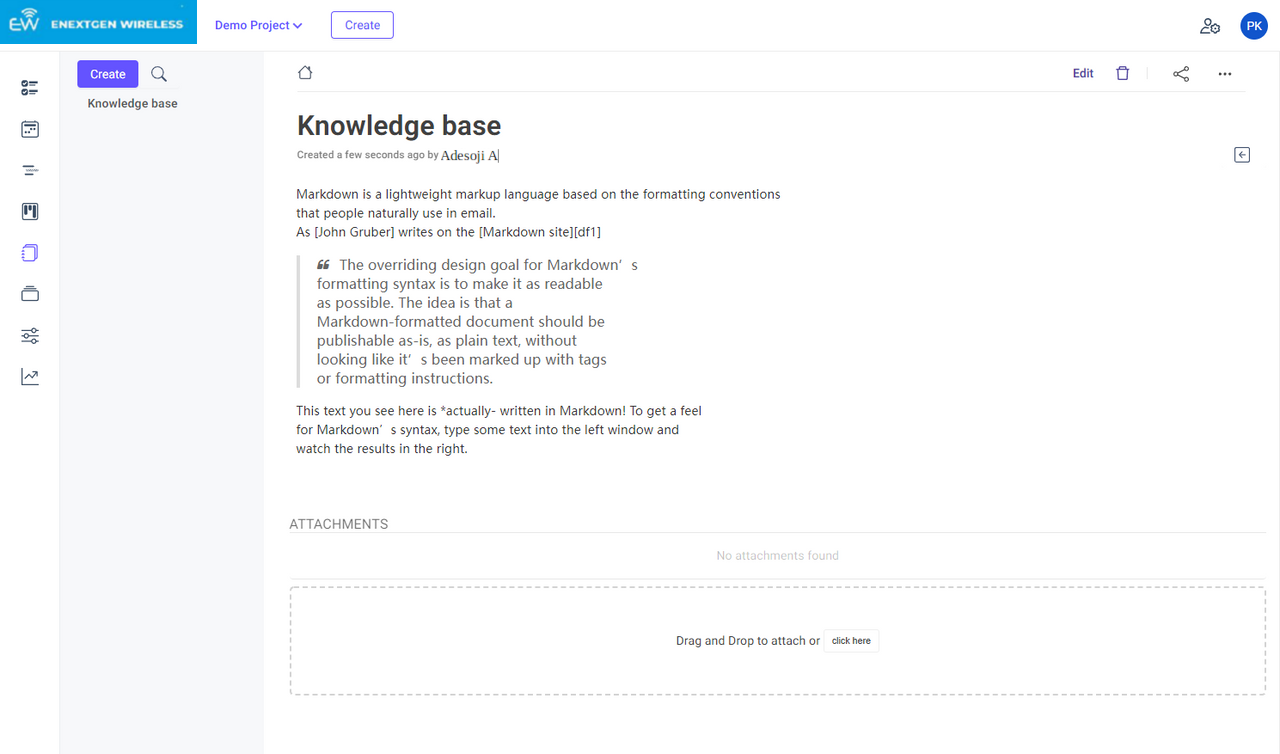 EW ENEXTGEN WIRELESS
Demo Project
Create
PK
Create
Knowledge base
Edit
Knowledge base
Created a few seconds ago by Adesoji A
Markdown is a lightweight markup language based on the formatting conventions
that people naturally use in email.
As [John Gruber] writes on the [Markdown site][df1]
“ The overriding design goal for Markdown’s
formatting syntax is to make it as readable
as possible. The idea is that a
Markdown-formatted document should be
publishable as-is, as plain text, without
looking like it’s been marked up with tags
or formatting instructions.
This text you see here is *actually- written in Markdown! To get a feel
for Markdown’s syntax, type some text into the left window and
watch the results in the right.
ATTACHMENTS
No attachments found
Drag and Drop to attach or click here